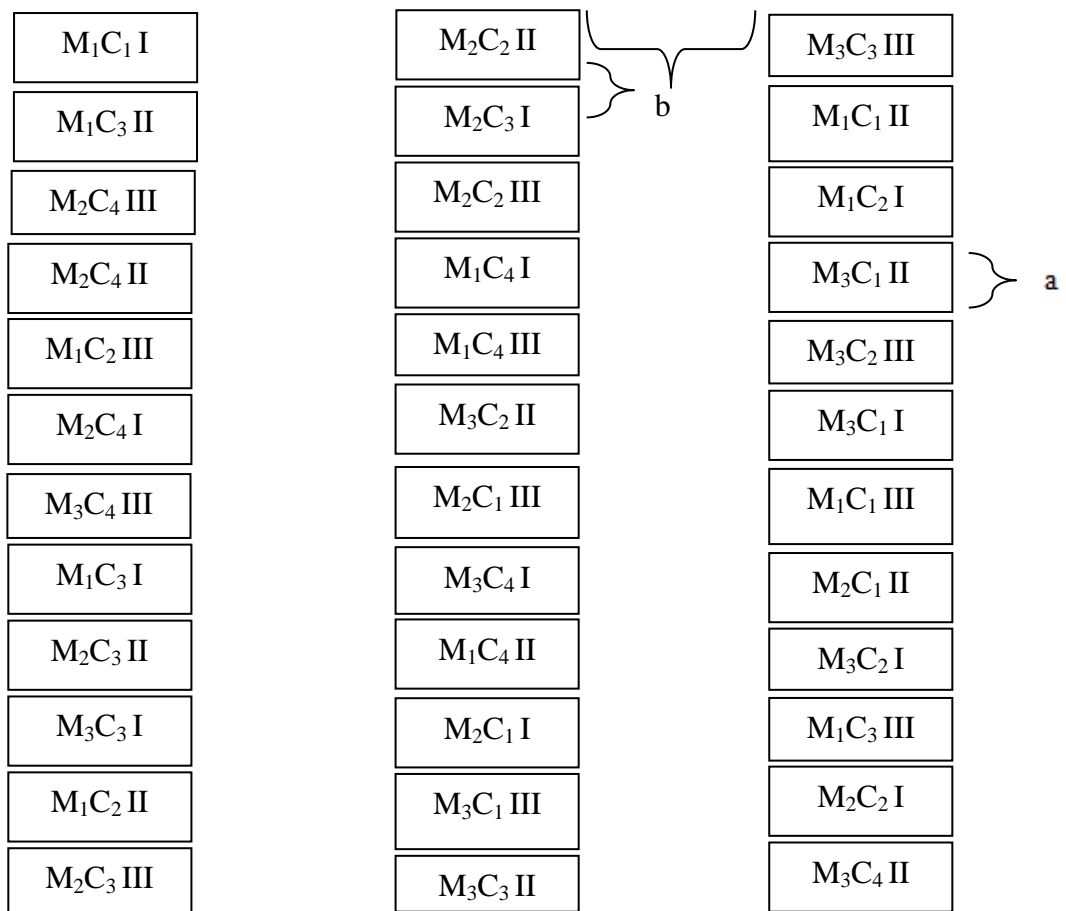 M₁C₁ I
M₁C₃ II
M₂C₄ III
M₂C₄ II
M₁C₂ III
M₂C₄ I
M₃C₄ III
M₁C₃ I
M₂C₃ II
M₃C₃ I
M₁C₂ II
M₂C₃ III
M₂C₂ II
b
M₂C₃ I
M₂C₂ III
M₁C₄ I
M₁C₄ III
M₃C₂ II
M₂C₁ III
M₃C₄ I
M₁C₄ II
M₂C₁ I
M₃C₁ III
M₃C₃ II
M₃C₃ III
M₁C₁ II
M₁C₂ I
M₃C₁ II
a
M₃C₂ III
M₃C₁ I
M₁C₁ III
M₂C₁ II
M₃C₂ I
M₁C₃ III
M₂C₂ I
M₃C₄ II